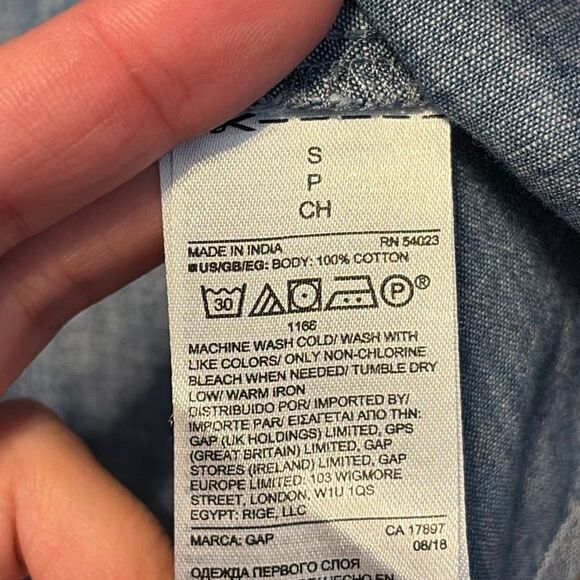 S
P
CH
MADE IN INDIA RN 54023
US/GB/EG: BODY: 100% COTTON
30 P ®
1166
MACHINE WASH COLD/ WASH WITH
LIKE COLORS/ ONLY NON-CHLORINE
BLEACH WHEN NEEDED/ TUMBLE DRY
LOW/ WARM IRON
DISTRIBUIDO POR/ IMPORTED BY/
IMPORTE PAR/ ΕΙΣΑΓΕΤΑΙ ΑΠΟ ΤΗΝ:
GAP (UK HOLDINGS) LIMITED, GPS
(GREAT BRITAIN) LIMITED, GAP
STORES (IRELAND) LIMITED, GAP
EUROPE LIMITED: 103 WIGMORE
STREET, LONDON, W1U 1QS
EGYPT: RIGE, LLC
MARCA: GAP CA 17897
08/18
ОДЕЖДА ПЕРВОГО СЛОЯ